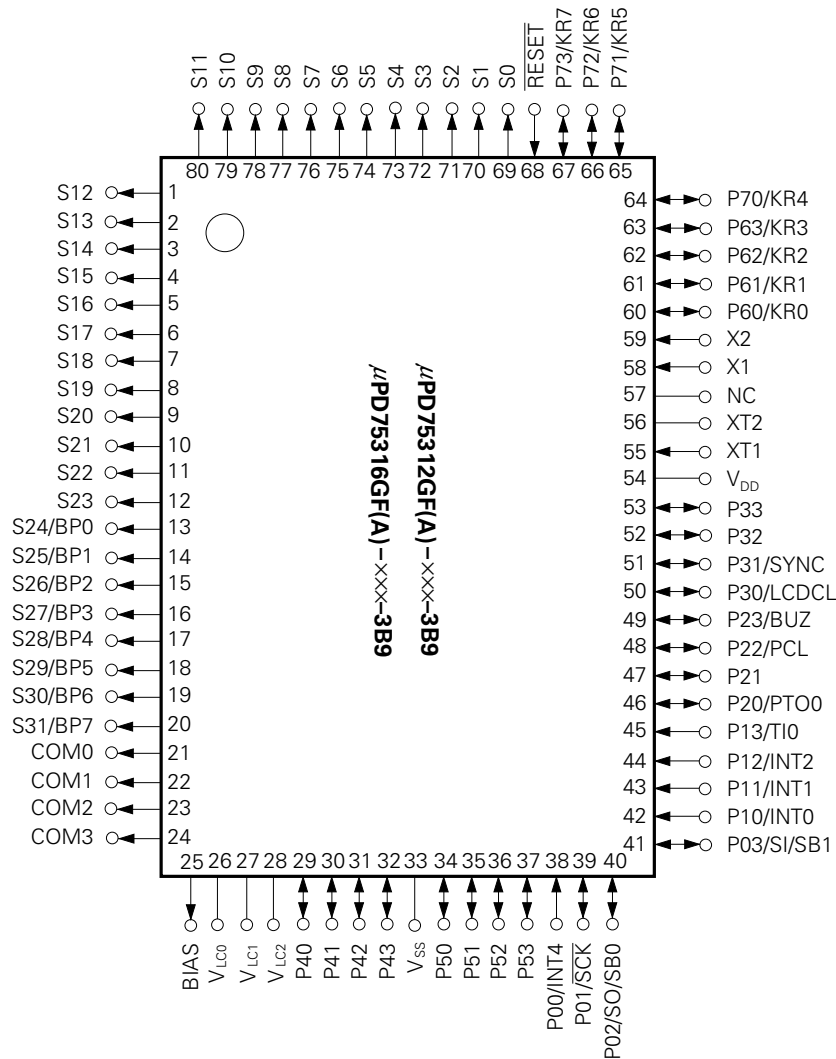 S11 S10 S9 S8 S7 S6 S5 S4 S3 S2 S1 S0 RESET P73/KR7 P72/KR6 P71/KR5
80 79 78 77 76 75 74 73 72 71 70 69 68 67 66 65
S12 1
S13 2
S14 3
S15 4
S16 5
S17 6
S18 7
S19 8
S20 9
S21 10
S22 11
S23 12
S24/BP0 13
S25/BP1 14
S26/BP2 15
S27/BP3 16
S28/BP4 17
S29/BP5 18
S30/BP6 19
S31/BP7 20
COM0 21
COM1 22
COM2 23
COM3 24
μPD75312GF(A)-×××-3B9
μPD75316GF(A)-×××-3B9
64 P70/KR4
63 P63/KR3
62 P62/KR2
61 P61/KR1
60 P60/KR0
59 X2
58 X1
57 NC
56 XT2
55 XT1
54 VDD
53 P33
52 P32
51 P31/SYNC
50 P30/LCDCL
49 P23/BUZ
48 P22/PCL
47 P21
46 P20/PTO0
45 P13/TI0
44 P12/INT2
43 P11/INT1
42 P10/INT0
41 P03/SI/SB1
25 26 27 28 29 30 31 32 33 34 35 36 37 38 39 40
BIAS VLC0 VLC1 VLC2 P40 P41 P42 P43 VSS P50 P51 P52 P53 P00/INT4 P01/SCK P02/SO/SB0